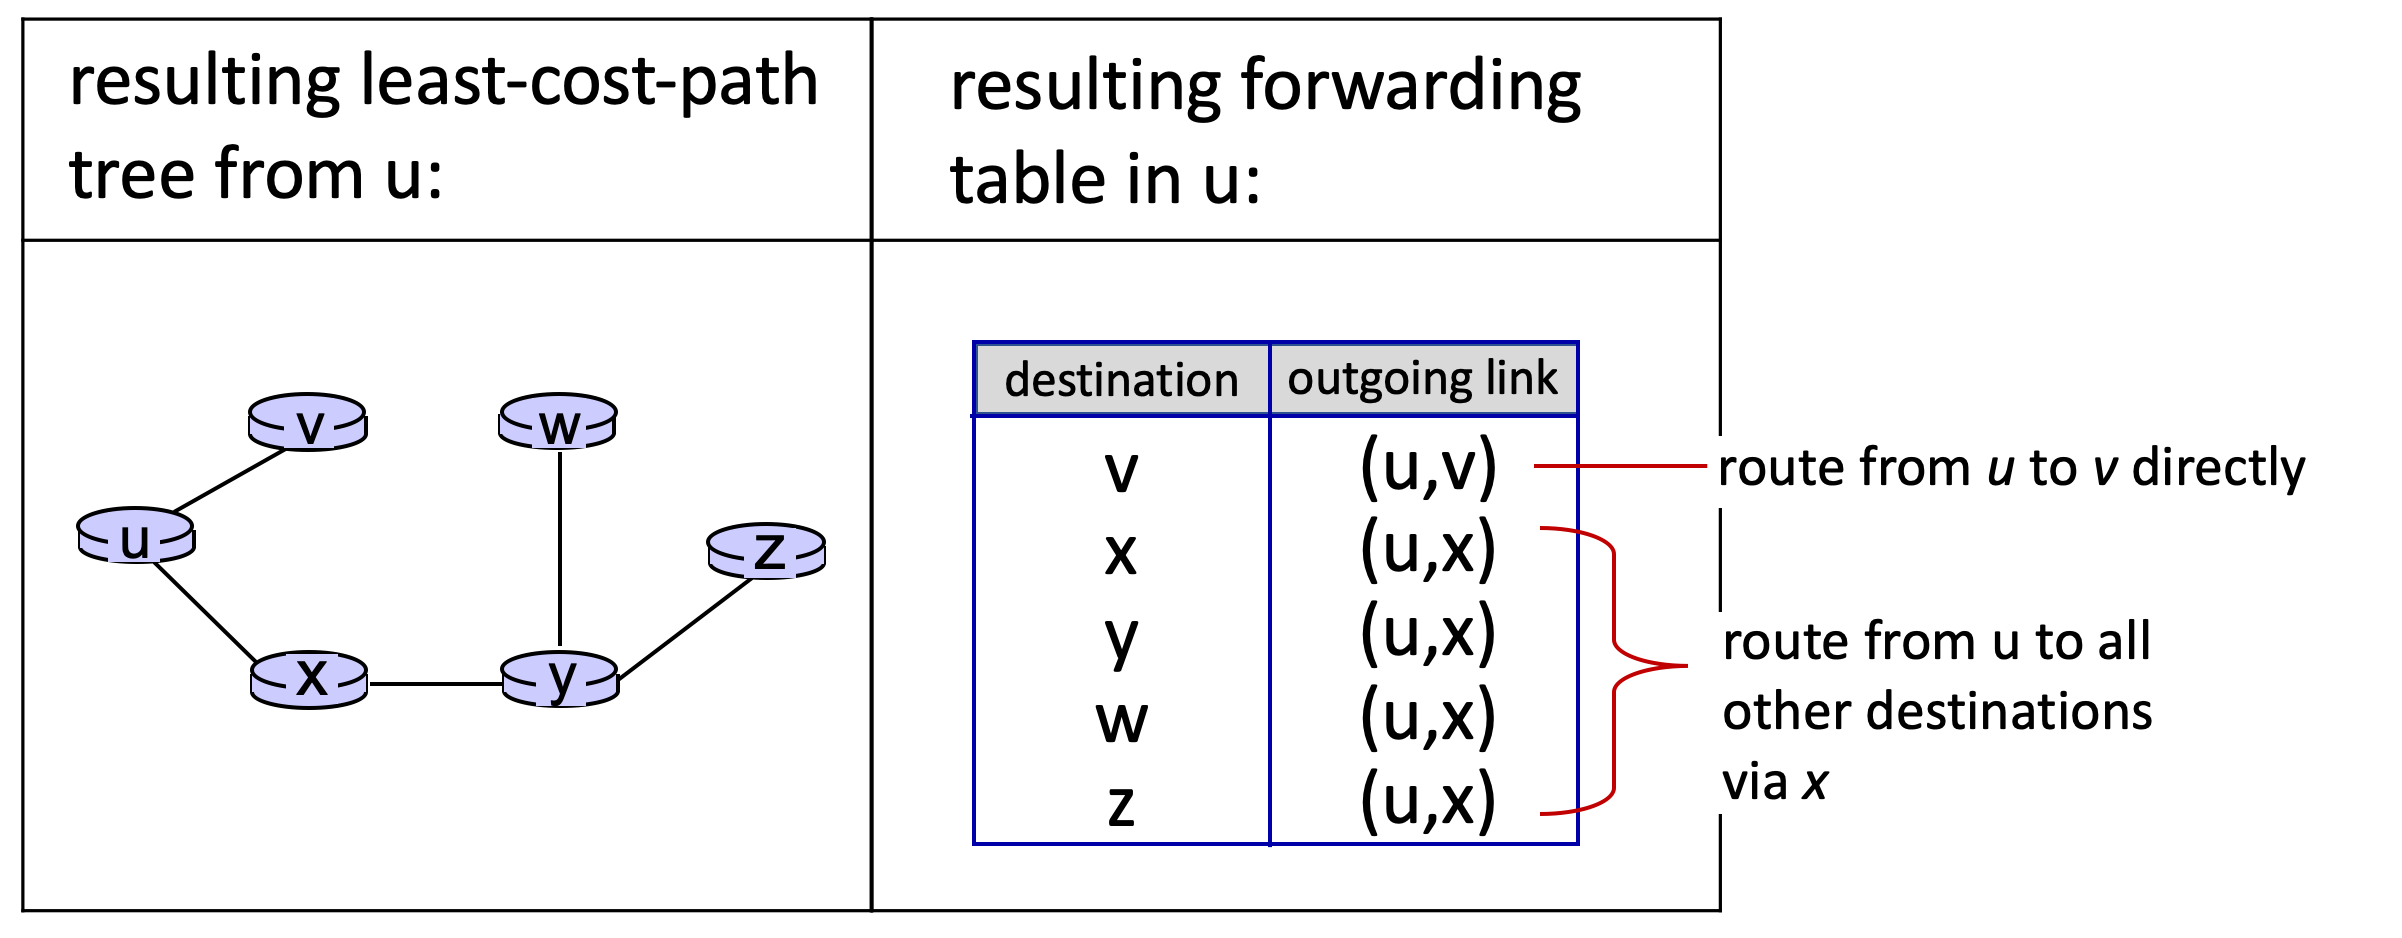 resulting least-cost-path
tree from u:
resulting forwarding
table in u:
v
w
u
z
x
y
destination outgoing link
v (u,v)
x (u,x)
y (u,x)
w (u,x)
z (u,x)
route from u to v directly
route from u to all
other destinations
via x